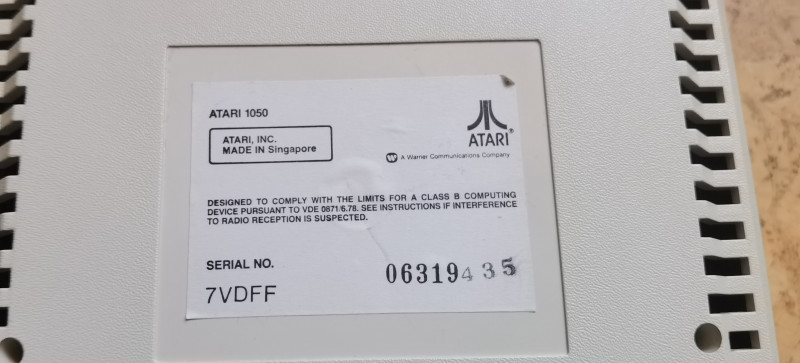 ATARI 1050
ATARI, INC.
MADE IN Singapore
ATARI®
W A Warner Communications Company
DESIGNED TO COMPLY WITH THE LIMITS FOR A CLASS B COMPUTING
DEVICE PURSUANT TO VDE 0871/6.78. SEE INSTRUCTIONS IF INTERFERENCE
TO RADIO RECEPTION IS SUSPECTED.
SERIAL NO.
7VDFF
06319435